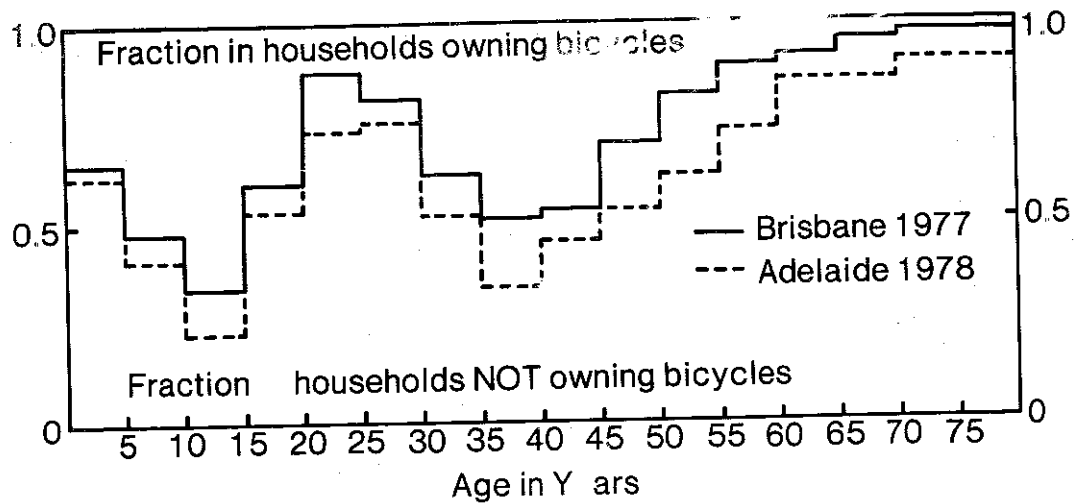 1.0
1.0
Fraction in households owning bicycles
0.5
0.5
Brisbane 1977
Adelaide 1978
Fraction households NOT owning bicycles
0
0
5 10 15 20 25 30 35 40 45 50 55 60 65 70 75
Age in Y ars